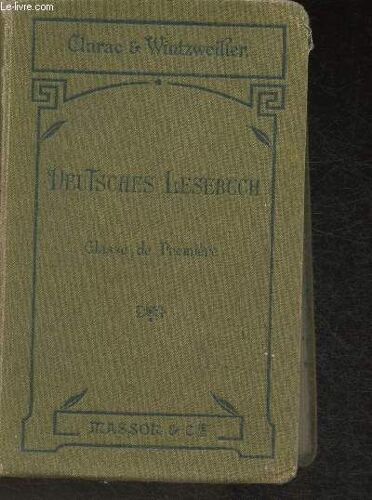 Le-livre.com
Clarac & Wintzweiller
DEUTSCHES LESEBUCH
Classe de Première
MASSON & CIE